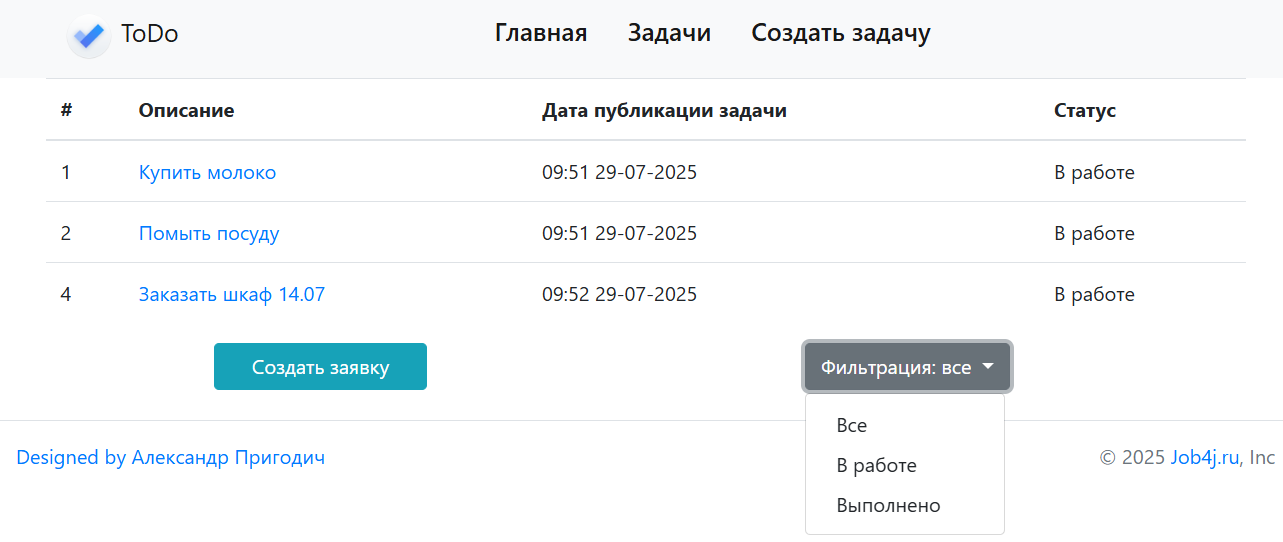 ToDo Главная Задачи Создать задачу
# Описание Дата публикации задачи Статус
1 Купить молоко 09:51 29-07-2025 В работе
2 Помыть посуду 09:51 29-07-2025 В работе
4 Заказать шкаф 14.07 09:52 29-07-2025 В работе
Создать заявку Фильтрация: все
Все
В работе
Выполнено
Designed by Александр Пригодич © 2025 Job4j.ru, Inc